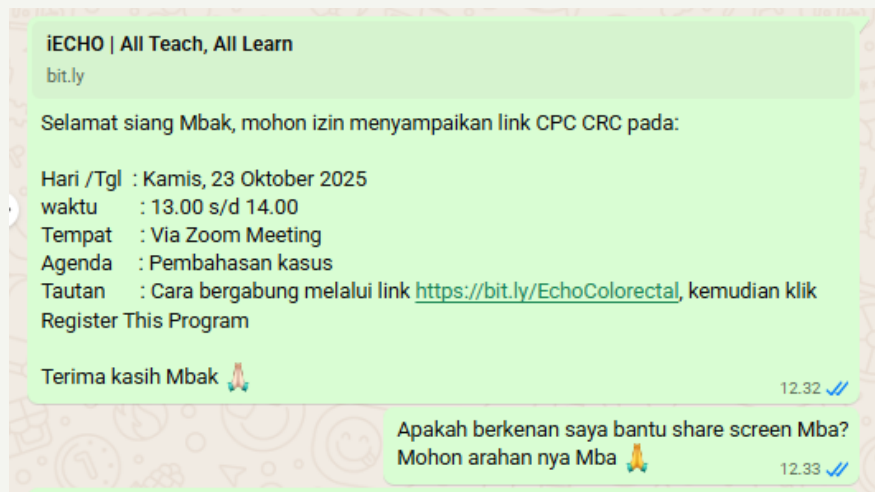 iECHO | All Teach, All Learn
bit.ly
Selamat siang Mbak, mohon izin menyampaikan link CPC CRC pada:
Hari /Tgl : Kamis, 23 Oktober 2025
waktu : 13.00 s/d 14.00
Tempat : Via Zoom Meeting
Agenda : Pembahasan kasus
Tautan : Cara bergabung melalui link https://bit.ly/EchoColorectal, kemudian klik
Register This Program
Terima kasih Mbak 🙏🏻
12.32
Apakah berkenan saya bantu share screen Mba?
Mohon arahan nya Mba 🙏
12.33